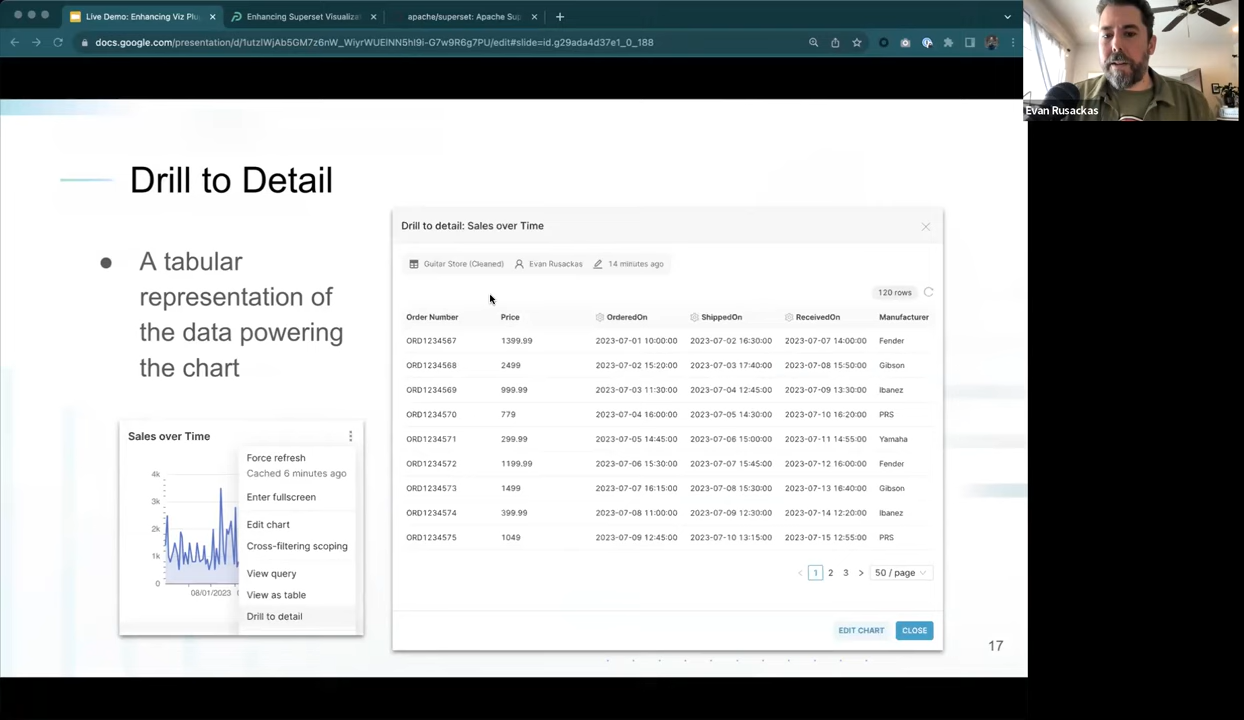 Live Demo: Enhancing Viz Plu
Enhancing Superset Visualiza
apache/superset: Apache Sup
docs.google.com/presentation/d/1utzlWjAb5GM7z6nW_WiyrWUElNN5hI9i-G7w9R6g7PU/edit#slide=id.g29ada4d37e1_0_188
Evan Rusackas
Drill to Detail
● A tabular
representation of
the data powering
the chart
Sales over Time
4k
3k
2k
1k
0
08/01/2023
Force refresh
Cached 6 minutes ago
Enter fullscreen
Edit chart
Cross-filtering scoping
View query
View as table
Drill to detail
Drill to detail: Sales over Time
Guitar Store (Cleaned) Evan Rusackas 14 minutes ago
120 rows
Order Number Price OrderedOn ShippedOn ReceivedOn Manufacturer
ORD1234567 1399.99 2023-07-01 10:00:00 2023-07-02 16:30:00 2023-07-07 14:00:00 Fender
ORD1234568 2499 2023-07-02 15:20:00 2023-07-03 17:40:00 2023-07-08 15:50:00 Gibson
ORD1234569 999.99 2023-07-03 11:30:00 2023-07-04 12:45:00 2023-07-09 13:30:00 Ibanez
ORD1234570 779 2023-07-04 16:00:00 2023-07-05 14:30:00 2023-07-10 16:20:00 PRS
ORD1234571 299.99 2023-07-05 14:45:00 2023-07-06 15:00:00 2023-07-11 14:55:00 Yamaha
ORD1234572 1199.99 2023-07-06 15:30:00 2023-07-07 15:45:00 2023-07-12 16:00:00 Fender
ORD1234573 1499 2023-07-07 16:15:00 2023-07-08 15:30:00 2023-07-13 16:40:00 Gibson
ORD1234574 399.99 2023-07-08 11:00:00 2023-07-09 12:30:00 2023-07-14 12:20:00 Ibanez
ORD1234575 1049 2023-07-09 12:45:00 2023-07-10 13:15:00 2023-07-15 12:55:00 PRS
< 1 2 3 > 50 / page
EDIT CHART CLOSE
17